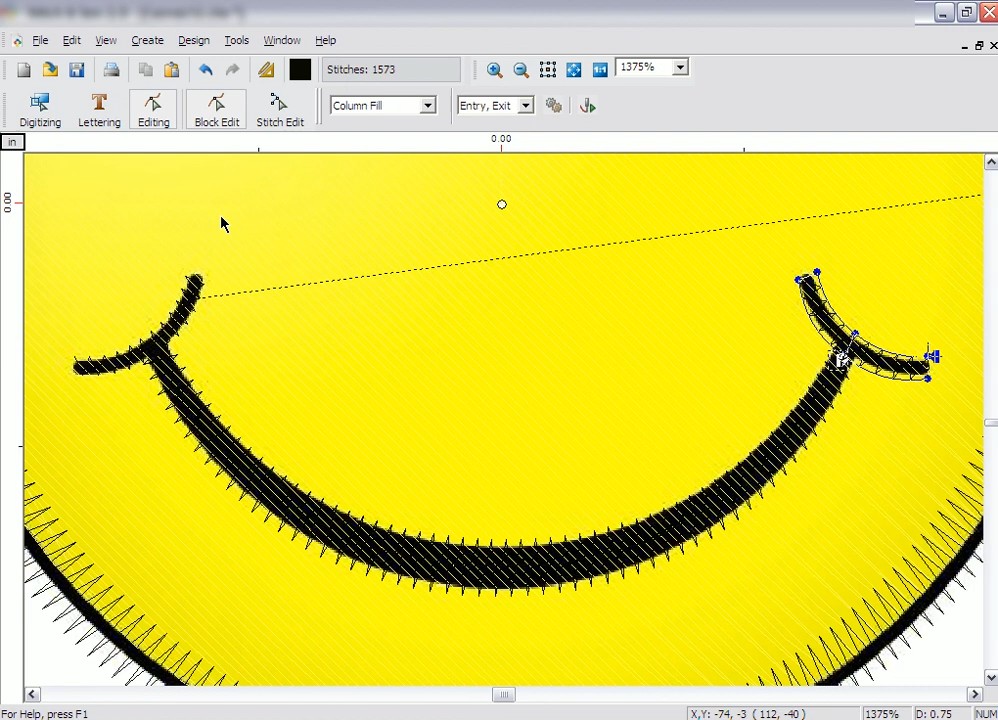 File Edit View Create Design Tools Window Help
Stitches: 1573
1:1
1375%
Digitizing Lettering Editing Block Edit Stitch Edit
Column Fill
Entry, Exit
in
0.00
0.00
For Help, press F1
X,Y: -74, -3 ( 112, -40 )
1375%
D: 0.75
NUM